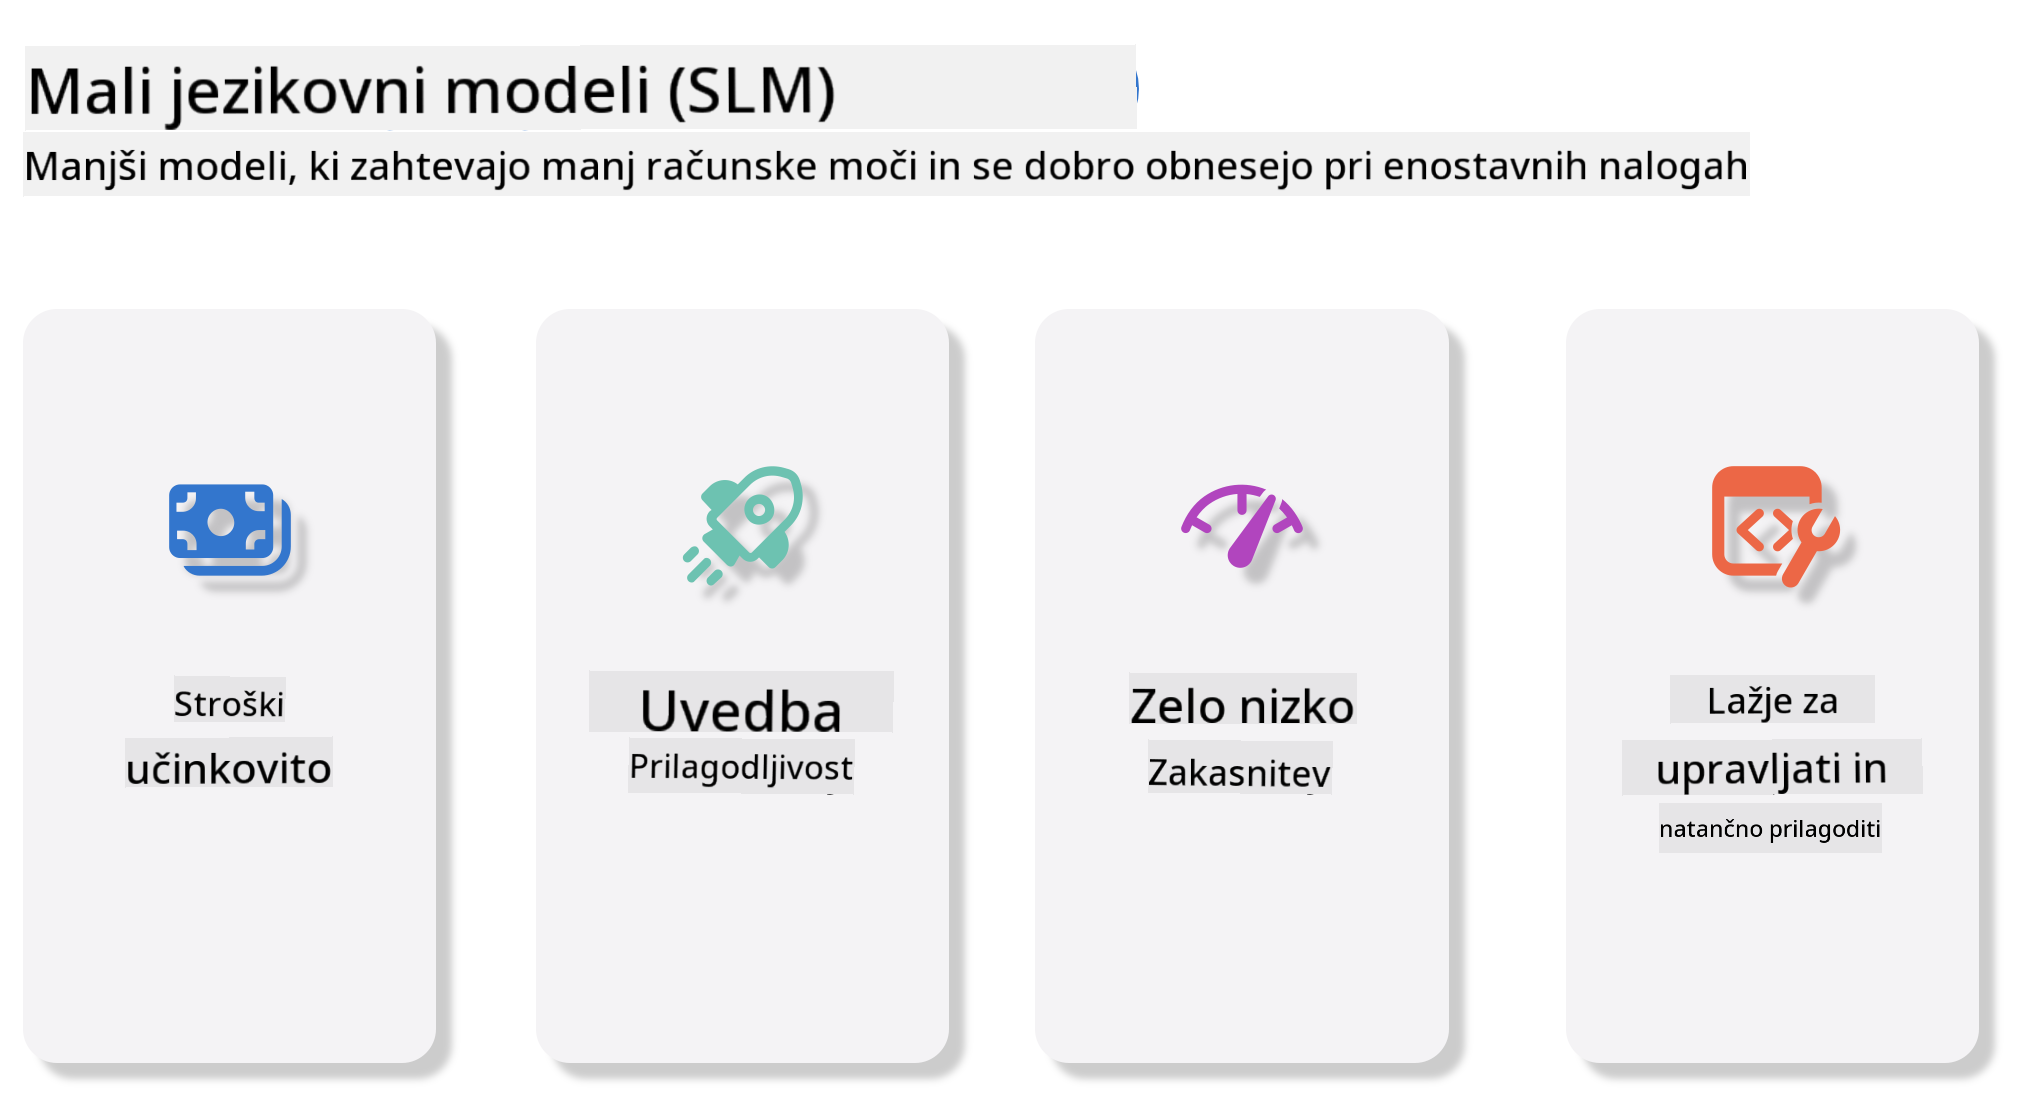 Mali jezikovni modeli (SLM)
Manjši modeli, ki zahtevajo manj računske moči in se dobro obnesejo pri enostavnih nalogah
Stroški
učinkovito
Uvedba
Prilagodljivost
Zelo nizko
Zakasnitev
Lažje za
upravljati in
natančno prilagoditi